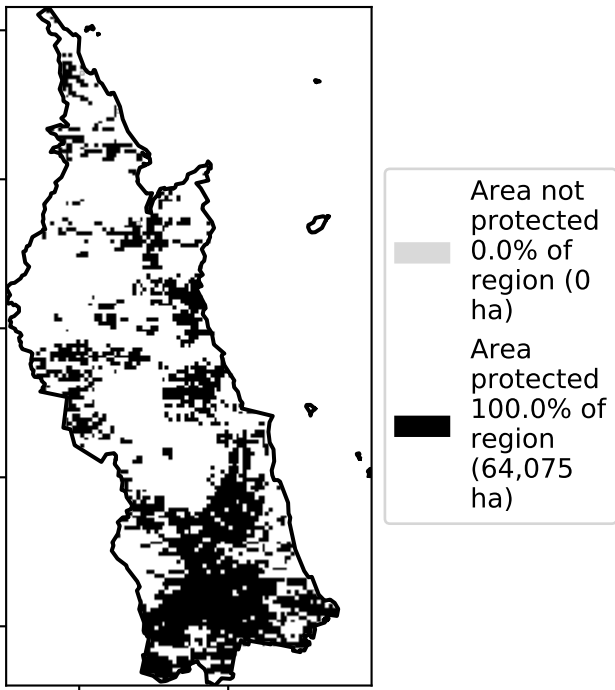 Area not
protected
0.0% of
region (0
ha)
Area
protected
100.0% of
region
(64,075
ha)